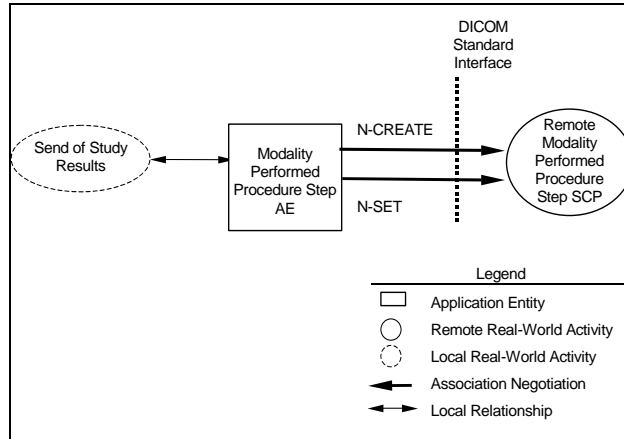 DICOM
Standard
Interface
N-CREATE
Send of Study
Results
Modality
Performed
Procedure Step
AE
Remote
Modality
Performed
Procedure
Step SCP
N-SET
Legend
Application Entity
Remote Real-World Activity
Local Real-World Activity
Association Negotiation
Local Relationship